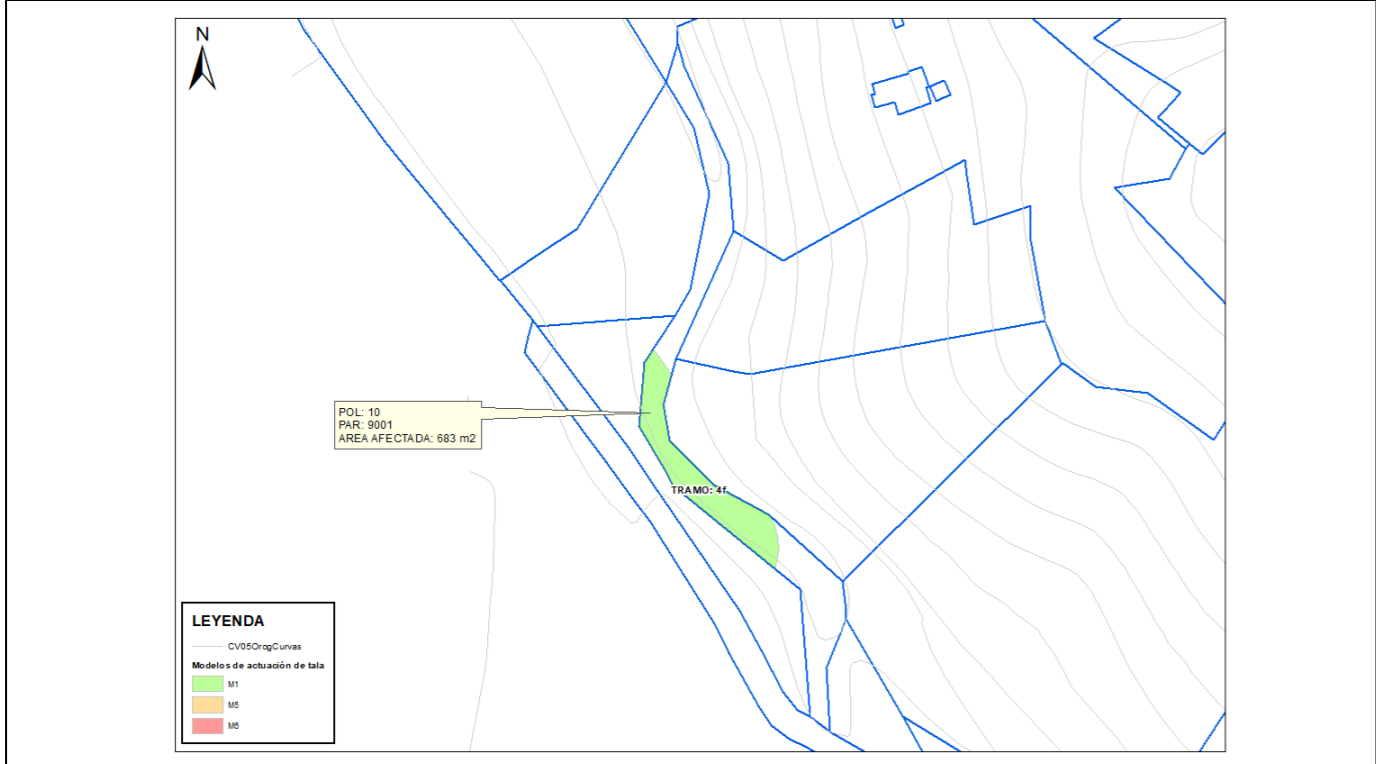 N
POL: 10
PAR: 9001
AREA AFECTADA: 683 m2
TRAMO: 4f
LEYENDA
CV05OrogCurvas
Modelos de actuación de tala
M1
M5
M6